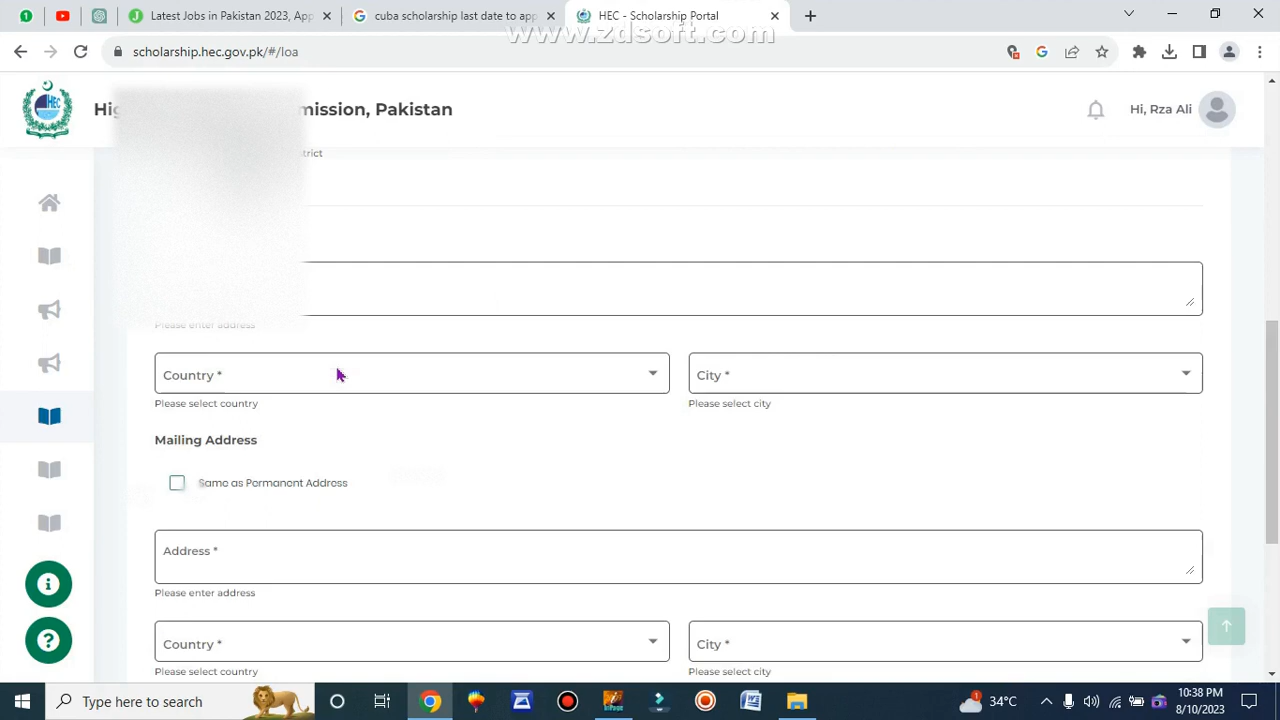 Latest Jobs in Pakistan 2023, App
cuba scholarship last date to app
HEC - Scholarship Portal
www.zdsoft.com
scholarship.hec.gov.pk/#/loa
mission, Pakistan
Hi, Rza Ali
HEC
trict
Please enter address
Country *
City *
Please select country
Please select city
Mailing Address
Same as Permanent Address
Address *
Please enter address
Country *
City *
Please select country
Please select city
Type here to search
1
34°C
10:38 PM
8/10/2023